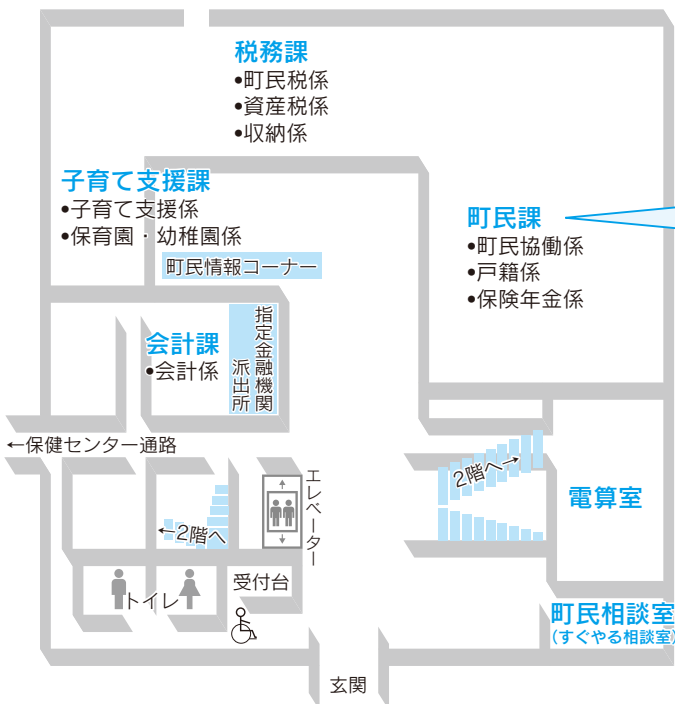 税務課
•町民税係
•資産税係
•収納係
子育て支援課
•子育て支援係
•保育園・幼稚園係
町民情報コーナー
町民課
•町民協働係
•戸籍係
•保険年金係
会計課
•会計係
指定金融機関
派出所
←保健センター通路
エレベーター
2階へ→
←2階へ
電算室
トイレ
受付台
町民相談室
(すぐやる相談室)
玄関